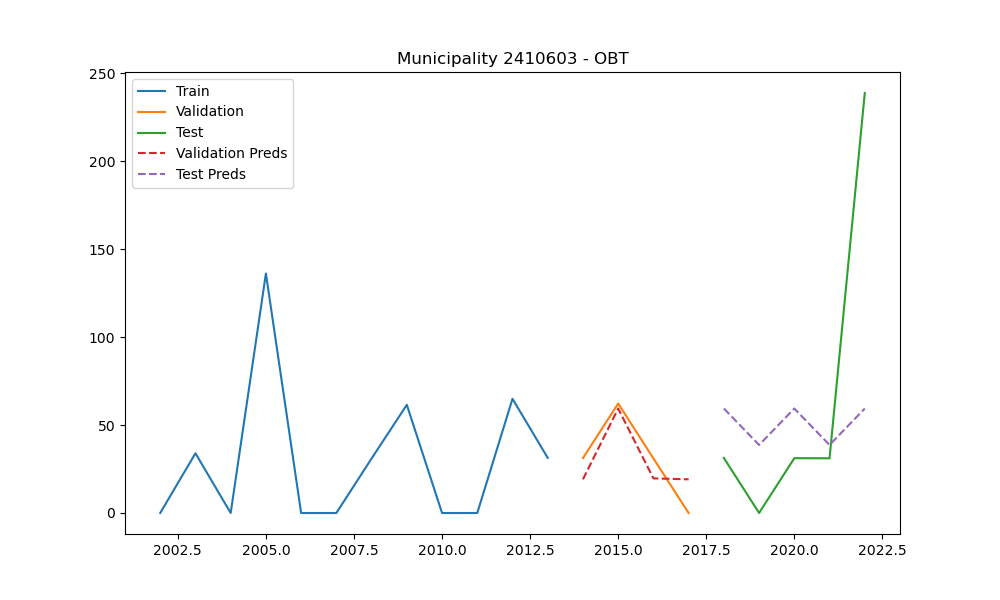 Municipality 2410603 - OBT
250
200
150
100
50
0
Train
Validation
Test
Validation Preds
Test Preds
2002.5 2005.0 2007.5 2010.0 2012.5 2015.0 2017.5 2020.0 2022.5